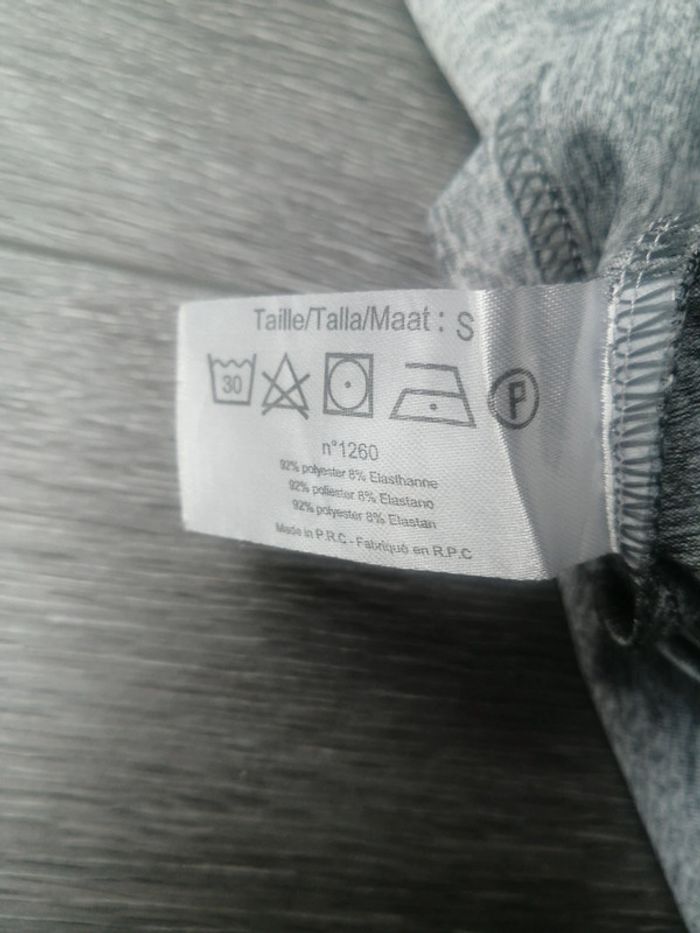 Taille/Talla/Maat : S
30
P
n°1260
92% polyester 8% Elasthanne
92% poliester 8% Elastano
92% polyester 8% Elastan
Made in P.R.C - Fabriqué en R.P.C